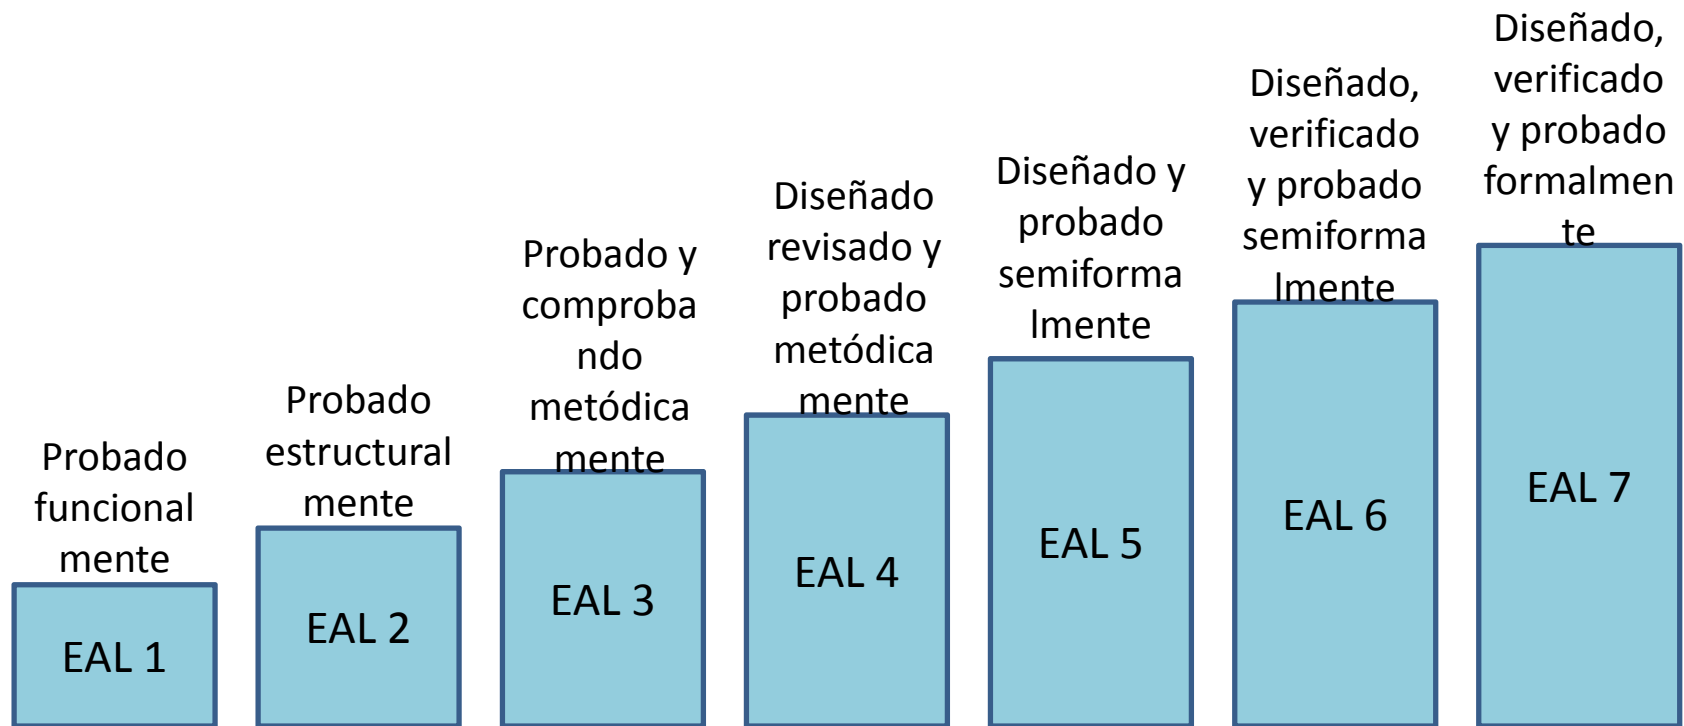 Probado
funcional
mente
EAL 1
Probado
estructural
mente
EAL 2
Probado y
comproba
ndo
metódica
mente
EAL 3
Diseñado
revisado y
probado
metódica
mente
EAL 4
Diseñado y
probado
semiforma
lmente
EAL 5
Diseñado,
verificado
y probado
semiforma
lmente
EAL 6
Diseñado,
verificado
y probado
formalmen
te
EAL 7